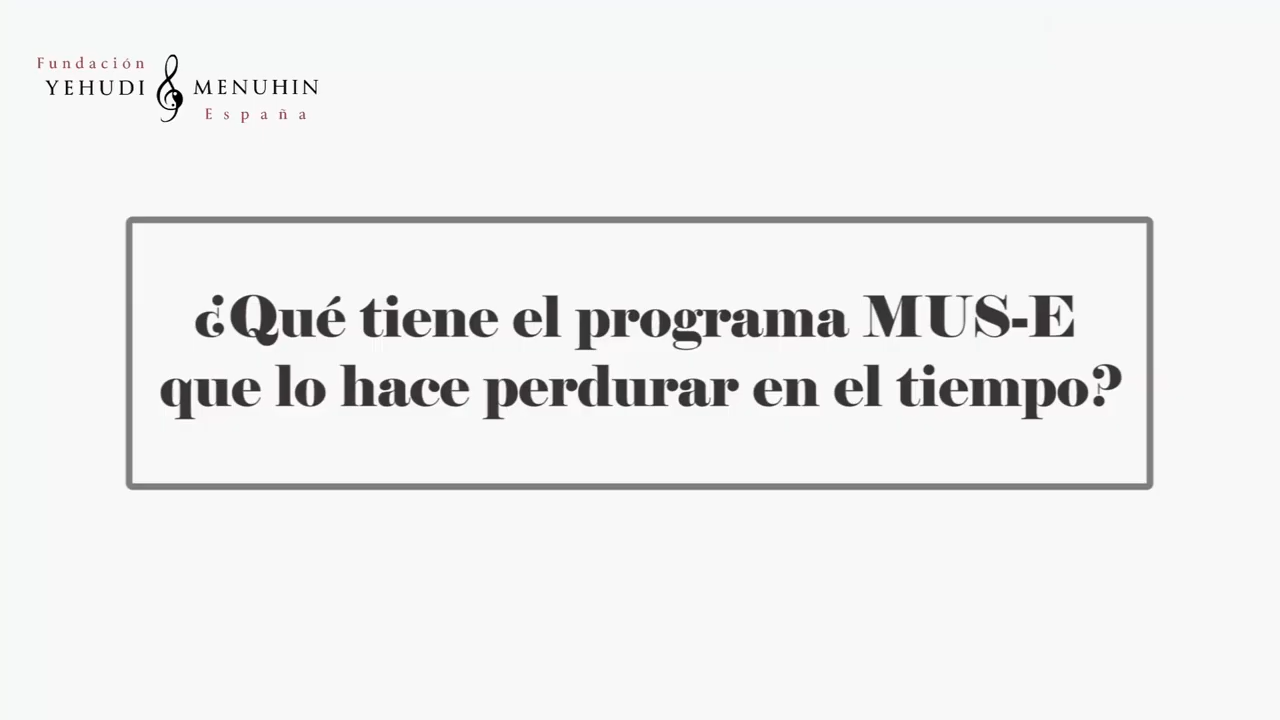 Fundación
YEHUDI MENUHIN
España
¿Qué tiene el programa MUS-E
que lo hace perdurar en el tiempo?